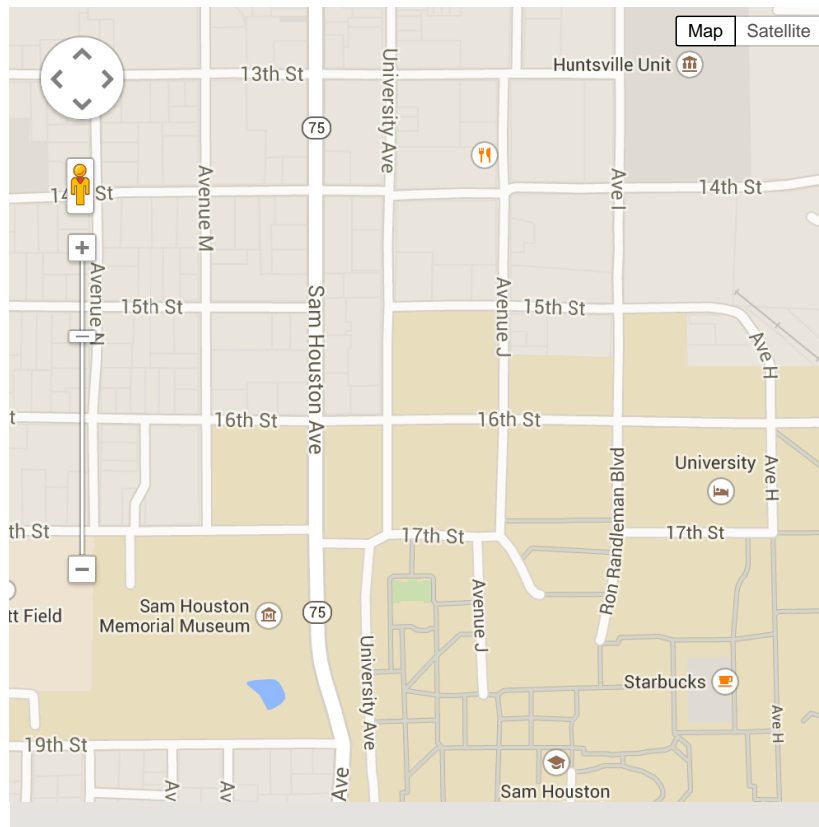 Map
Satellite
13th St
University Ave
Huntsville Unit
75
Avenue M
Ave I
14th St
14th St
Avenue N
15th St
Sam Houston Ave
Avenue J
15th St
Ave H
t
16th St
16th St
University
Ron Randleman Blvd
Ave H
th St
17th St
17th St
tt Field
Sam Houston
Memorial Museum
75
Avenue J
University Ave
Starbucks
Ave H
19th St
Av
Av
Ave
Sam Houston